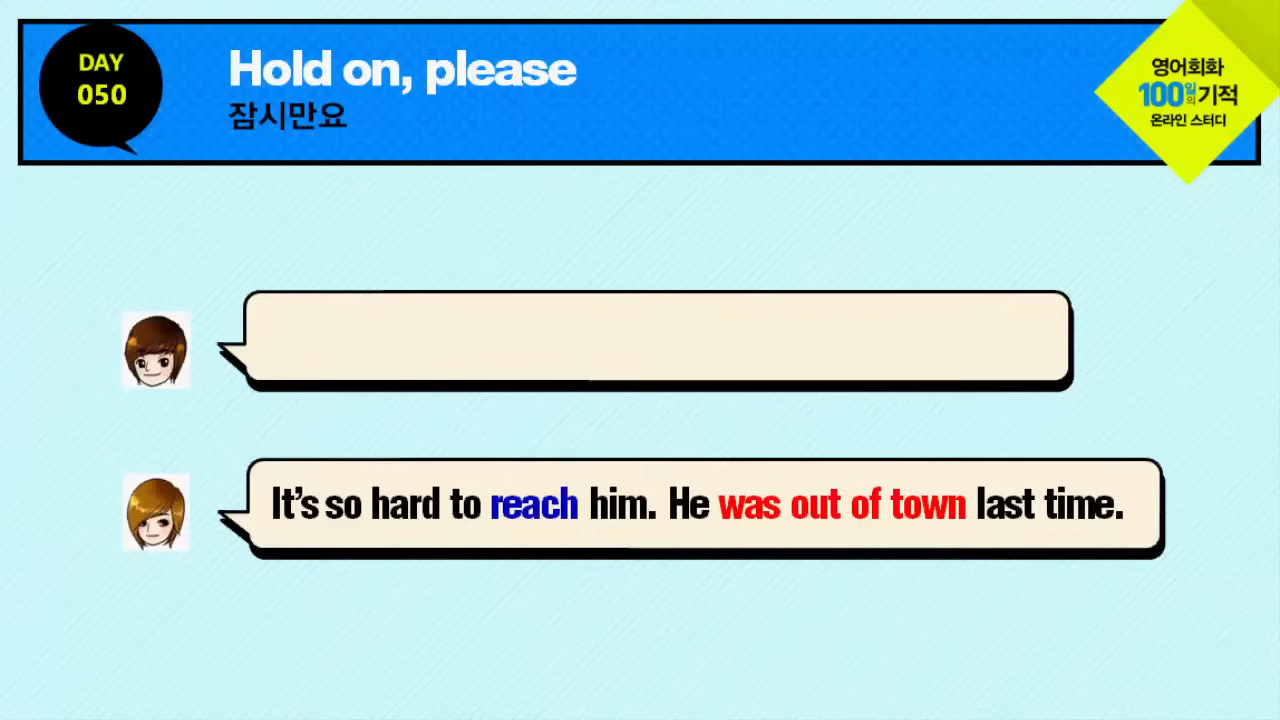 DAY
050
Hold on, please
잠시만요
영어회화
100일의 기적
온라인 스터디
It's so hard to reach him. He was out of town last time.